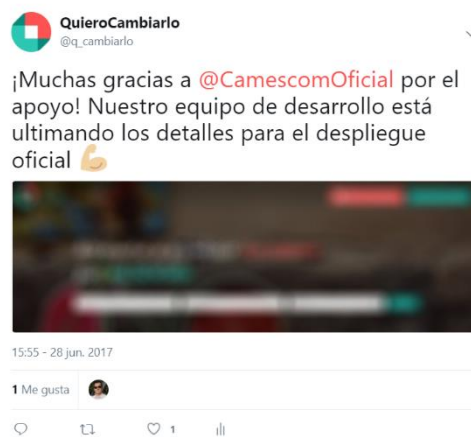 QuieroCambiarlo
@q_cambiarlo
¡Muchas gracias a @CamescomOficial por el
apoyo! Nuestro equipo de desarrollo está
ultimando los detalles para el despliegue
oficial 💪🏼
15:55 - 28 jun. 2017
1 Me gusta
1